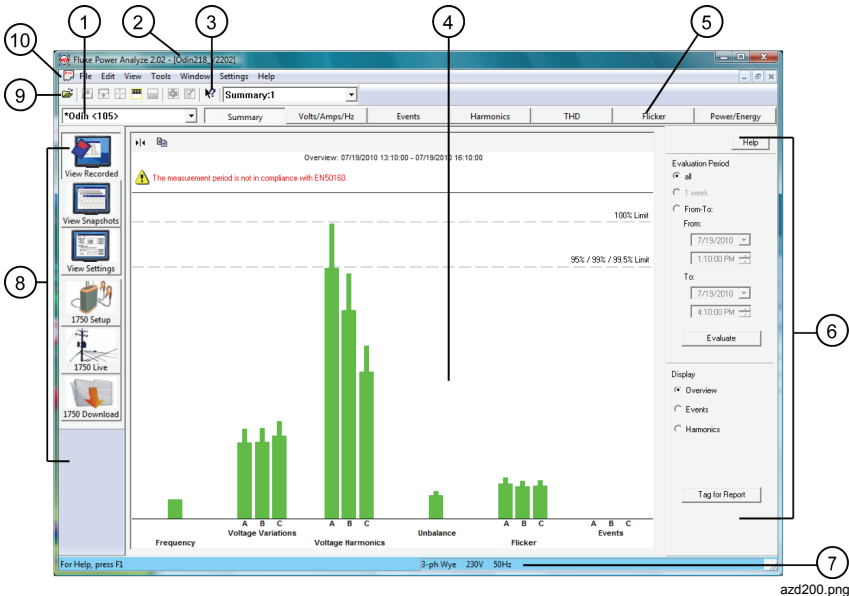 1 2 3 4 5
10
Fluke Power Analyze 2.02 - [Odin218_V2202]
File Edit View Tools Window Settings Help
9
Summary:1
*Odin <105>
Summary Volts/Amps/Hz Events Harmonics THD Flicker Power/Energy
View Recorded
View Snapshots
View Settings
1750 Setup
1750 Live
1750 Download
8
Overview: 07/19/2010 13:10:00 - 07/19/2010 16:10:00
The measurement period is not in compliance with EN50160.
100% Limit
95% / 99% / 99.5% Limit
A B C A B C A B C A B C
Frequency Voltage Variations Voltage Harmonics Unbalance Flicker Events
Help
Evaluation Period
all
1 week
From-To:
From:
7/19/2010
1:10:00 PM
To:
7/19/2010
4:10:00 PM
Evaluate
6
Display
Overview
Events
Harmonics
Tag for Report
For Help, press F1
3-ph Wye 230V 50Hz
7
azd200.png